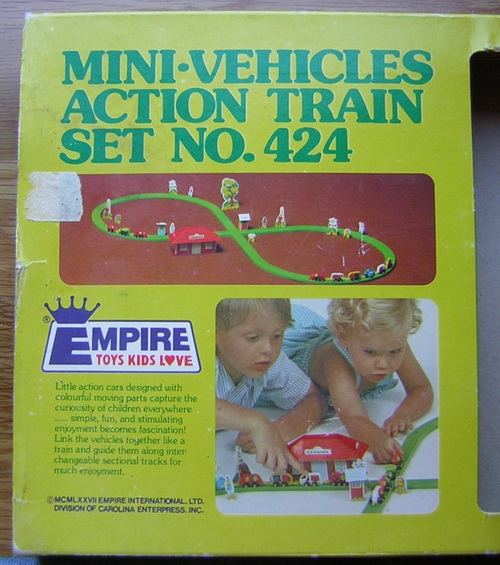 MINI·VEHICLES
ACTION TRAIN
SET NO. 424
® EMPIRE
TOYS KIDS L♥VE
Little action cars designed with
colourful moving parts capture the
curiousity of children everywhere
..... simple, fun, and stimulating
enjoyment becomes fascination!
Link the vehicles together like a
train and guide them along inter-
changeable sectional tracks for
much enjoyment.
©MCMLXXVII EMPIRE INTERNATIONAL, LTD.
DIVISION OF CAROLINA ENTERPRESS, INC.